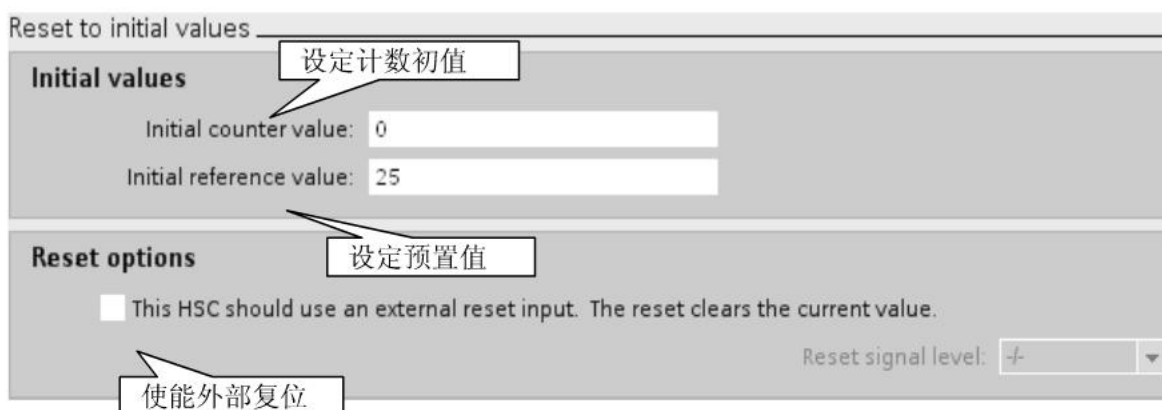 Reset to initial values
设定计数初值
Initial values
Initial counter value: 0
Initial reference value: 25
设定预置值
Reset options
This HSC should use an external reset input. The reset clears the current value.
Reset signal level: -/-
使能外部复位